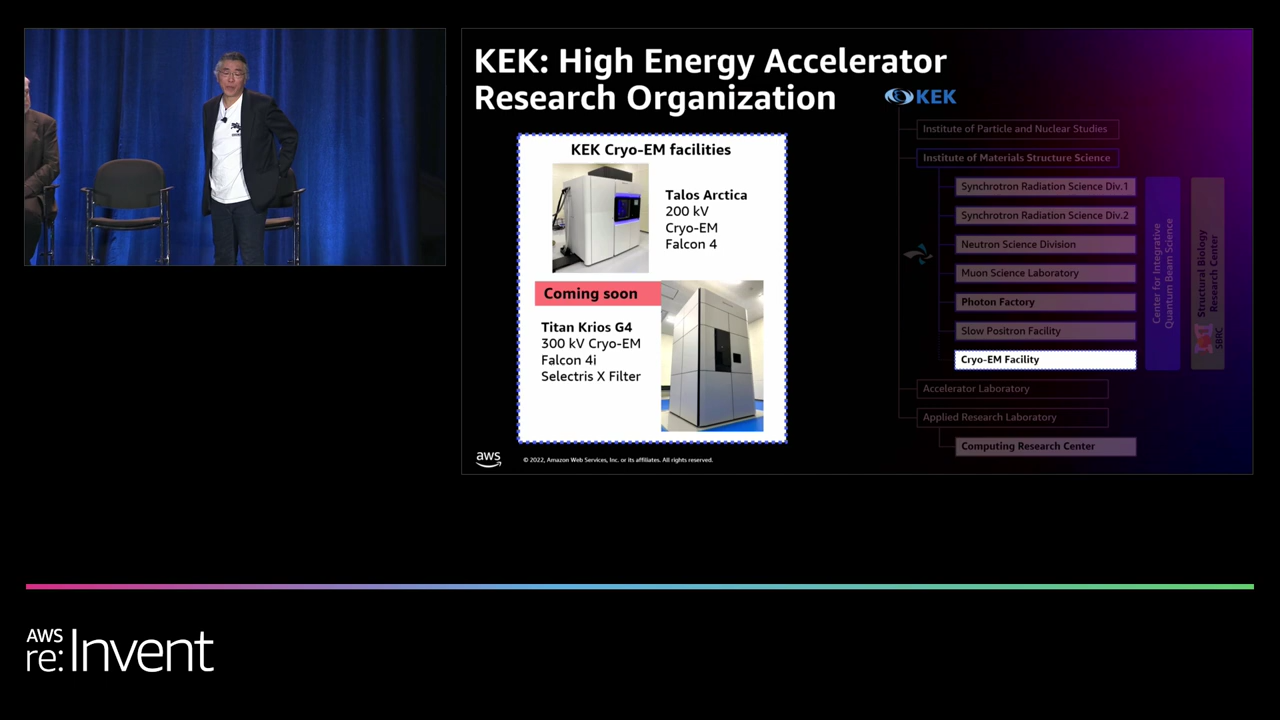 KEK: High Energy Accelerator
Research Organization
KEK
KEK Cryo-EM facilities
Talos Arctica
200 kV
Cryo-EM
Falcon 4
Coming soon
Titan Krios G4
300 kV Cryo-EM
Falcon 4i
Selectris X Filter
Institute of Particle and Nuclear Studies
Institute of Materials Structure Science
Synchrotron Radiation Science Div.1
Synchrotron Radiation Science Div.2
Neutron Science Division
Muon Science Laboratory
Photon Factory
Slow Positron Facility
Cryo-EM Facility
Accelerator Laboratory
Applied Research Laboratory
Computing Research Center
Center for Integrative
Quantum Beam Science
Structural Biology
Research Center
SBRC
aws
© 2022, Amazon Web Services, Inc. or its affiliates. All rights reserved.
AWS
re:Invent